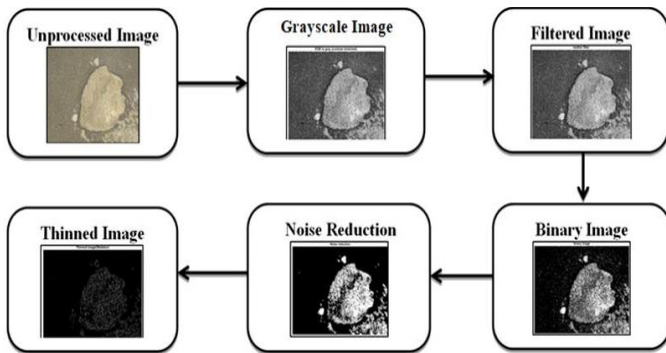 Unprocessed Image
Grayscale Image
Filtered Image
Thinned Image
Noise Reduction
Binary Image